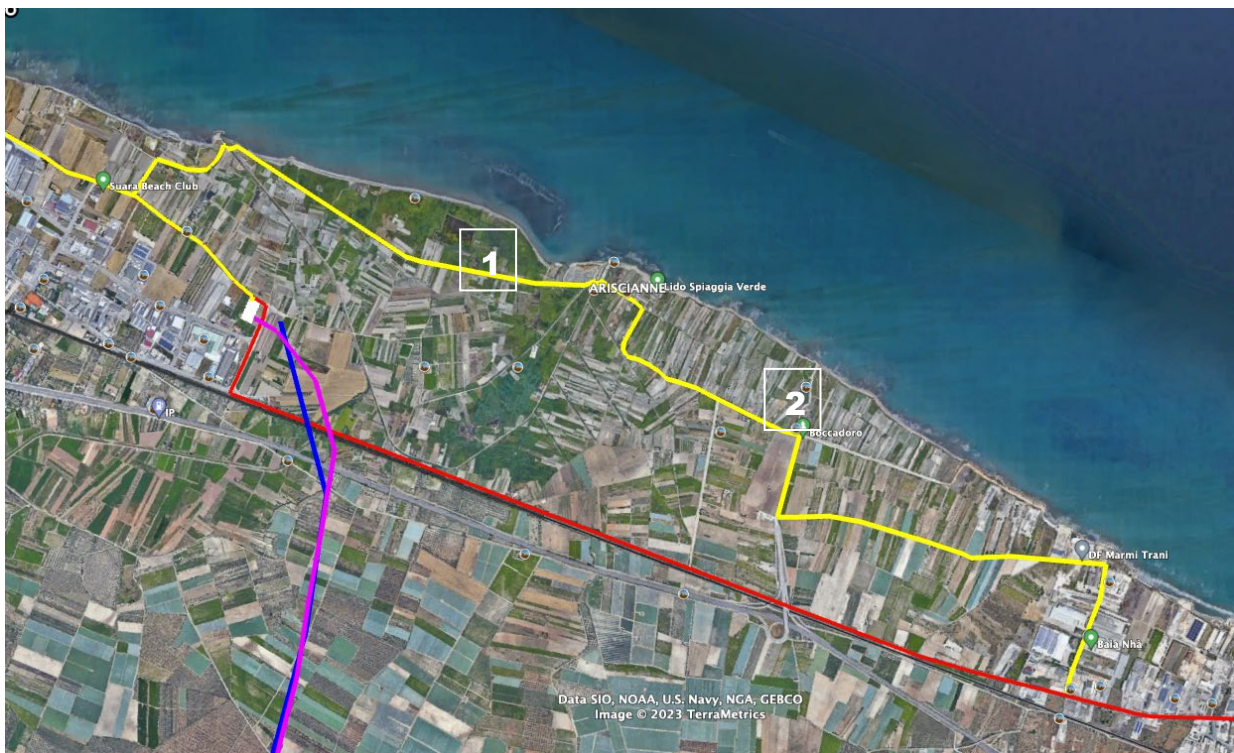 Suara Beach Club
1
ARISCIANNE
Lido Spiaggia Verde
IP
2
Boccadoro
DF Marmi Trani
Baia Nhà
Data SIO, NOAA, U.S. Navy, NGA, GEBCO
Image © 2023 TerraMetrics